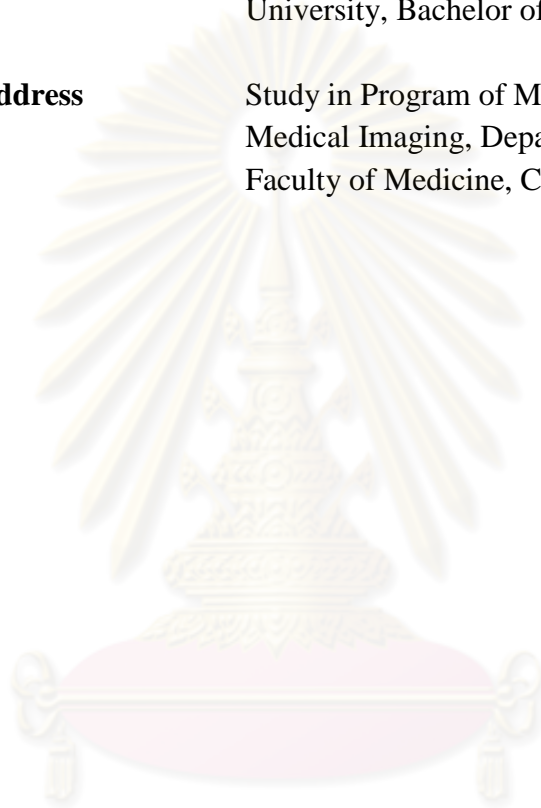 University, Bachelor of
ddress Study in Program of M
Medical Imaging, Depa
Faculty of Medicine, C